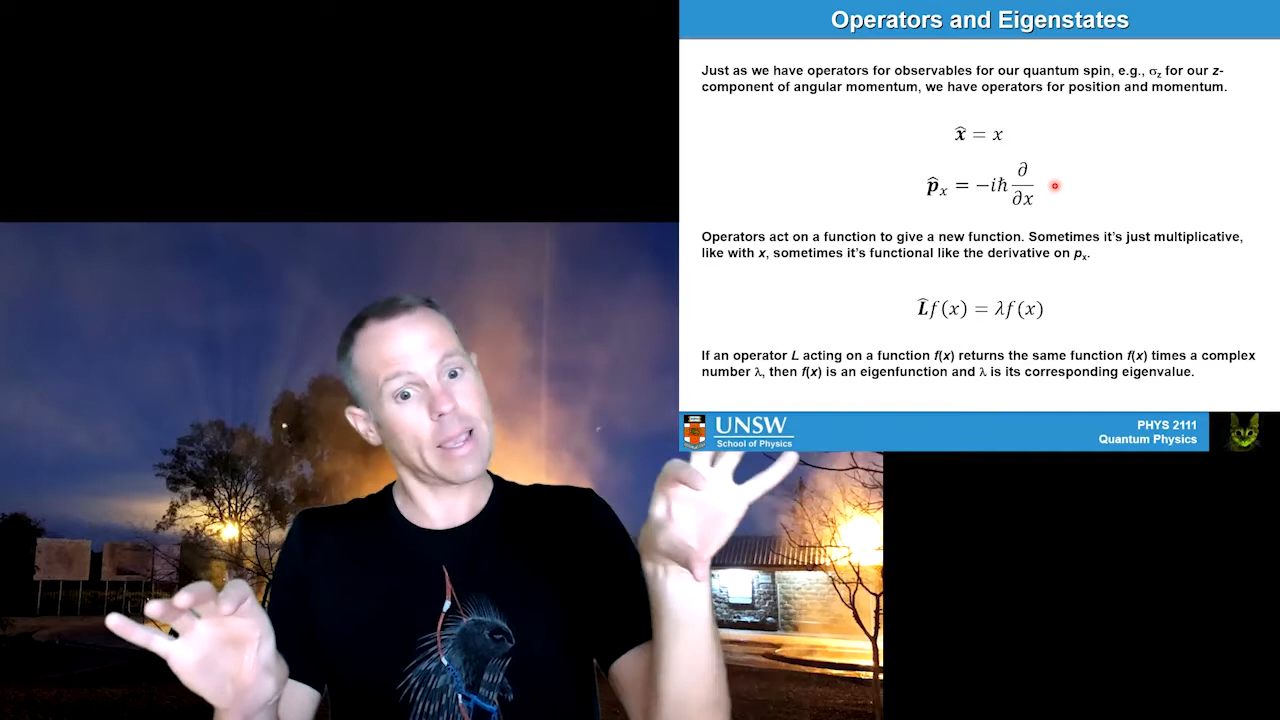 Operators and Eigenstates
Just as we have operators for observables for our quantum spin, e.g., σz for our z-
component of angular momentum, we have operators for position and momentum.
x̂ = x
p̂x = −iħ ∂/∂x
Operators act on a function to give a new function. Sometimes it’s just multiplicative,
like with x, sometimes it’s functional like the derivative on px.
L̂f(x) = λf(x)
If an operator L acting on a function f(x) returns the same function f(x) times a complex
number λ, then f(x) is an eigenfunction and λ is its corresponding eigenvalue.
UNSW
School of Physics
PHYS 2111
Quantum Physics